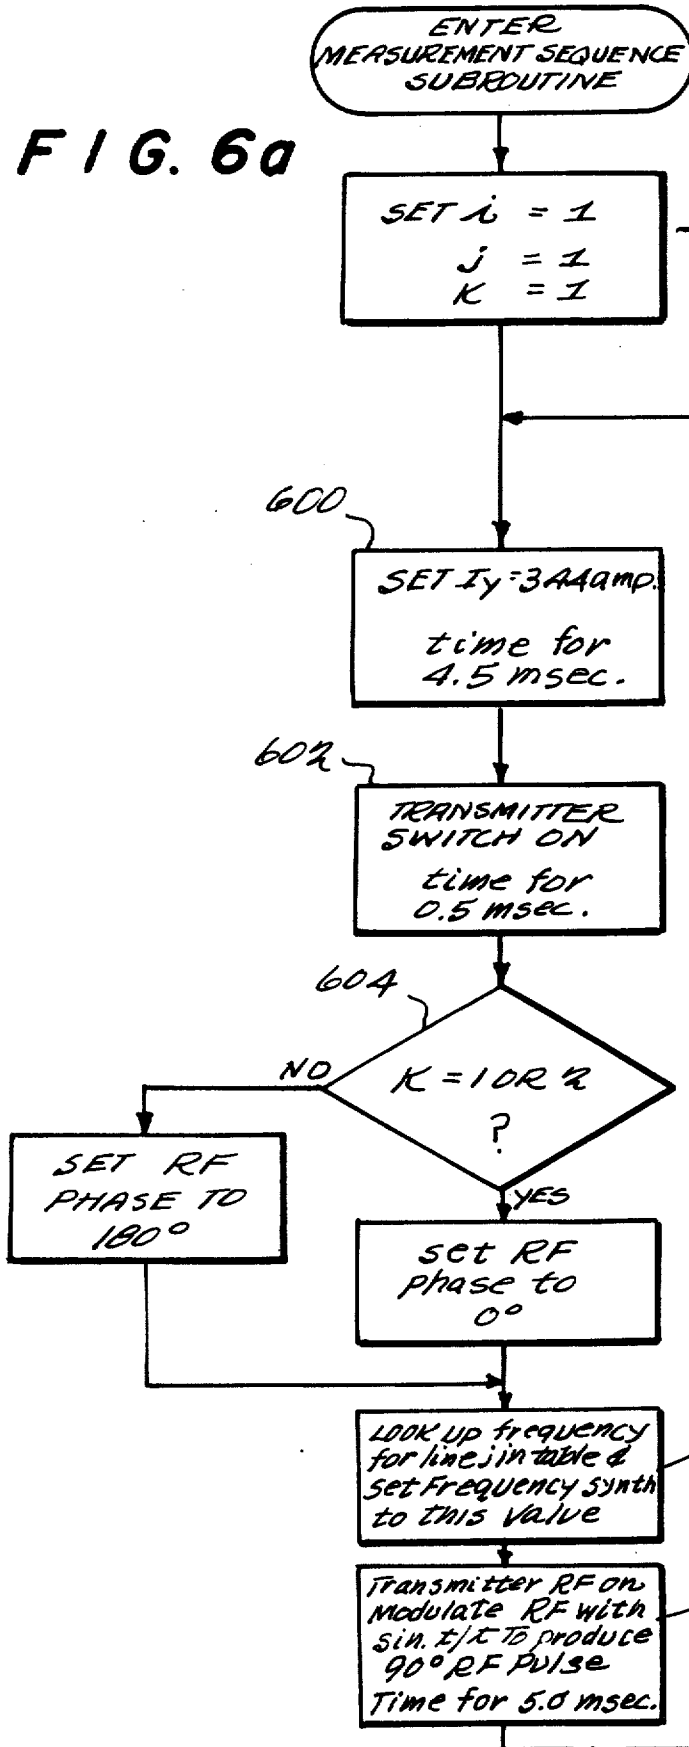 ENTER
MEASUREMENT SEQUENCE
SUBROUTINE
FIG. 6a
SET i = 1
j = 1
K = 1
600
SET Iy = 3.44amp.
time for
4.5 msec.
602
TRANSMITTER
SWITCH ON
time for
0.5 msec.
604
K = 1 OR 2
?
NO
YES
SET RF
PHASE TO
180°
set RF
phase to
0°
LOOK up frequency
for line j in table &
set Frequency synth
to this value
Transmitter RF on
Modulate RF with
sin. t/t To produce
90° RF Pulse
Time for 5.0 msec.